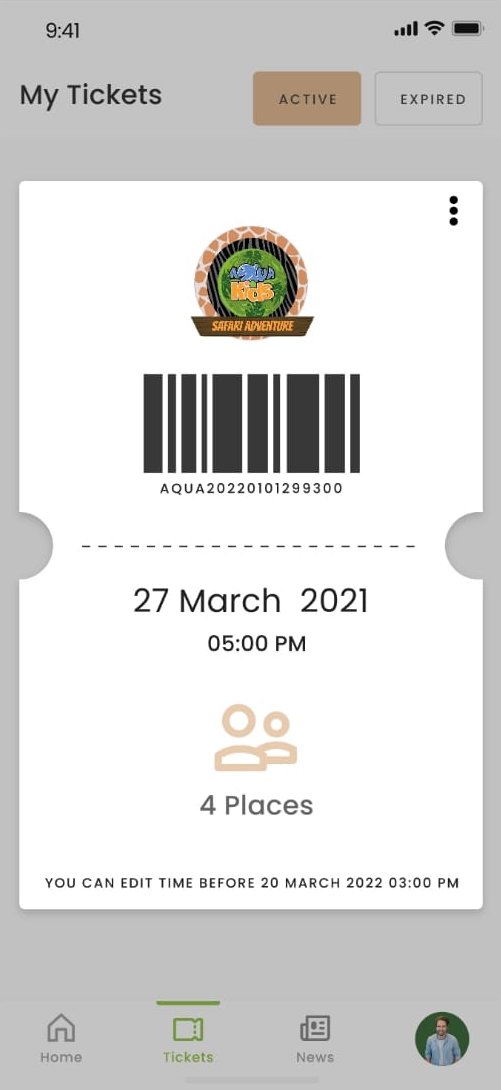 9:41
My Tickets
ACTIVE
EXPIRED
AQUA
KIDS
SAFARI ADVENTURE
AQUA20220101299300
27 March 2021
05:00 PM
4 Places
YOU CAN EDIT TIME BEFORE 20 MARCH 2022 03:00 PM
Home
Tickets
News